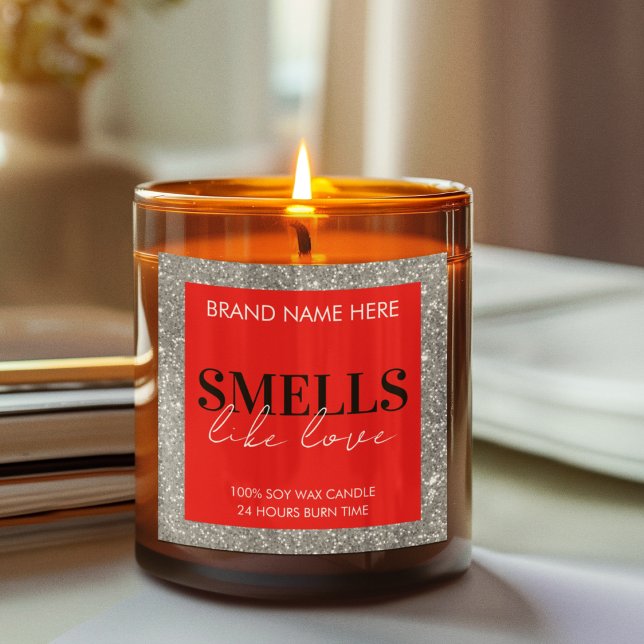 BRAND NAME HERE
SMELLS
like love
100% SOY WAX CANDLE
24 HOURS BURN TIME